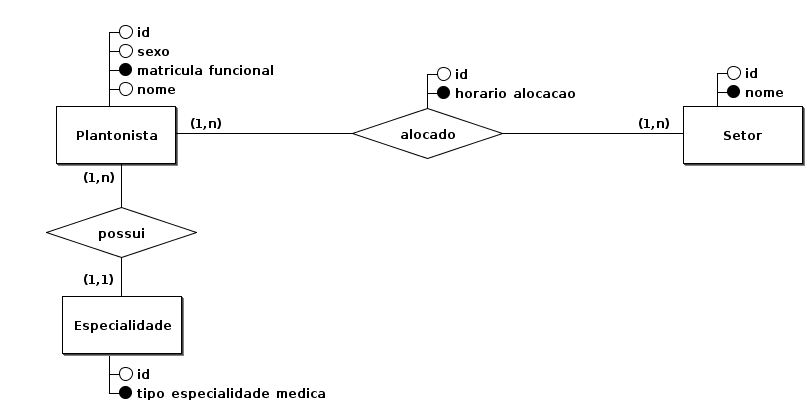 id
sexo
matricula funcional
nome
id
horario alocacao
id
nome
Plantonista
(1,n)
alocado
(1,n)
Setor
(1,n)
possui
(1,1)
Especialidade
id
tipo especialidade medica